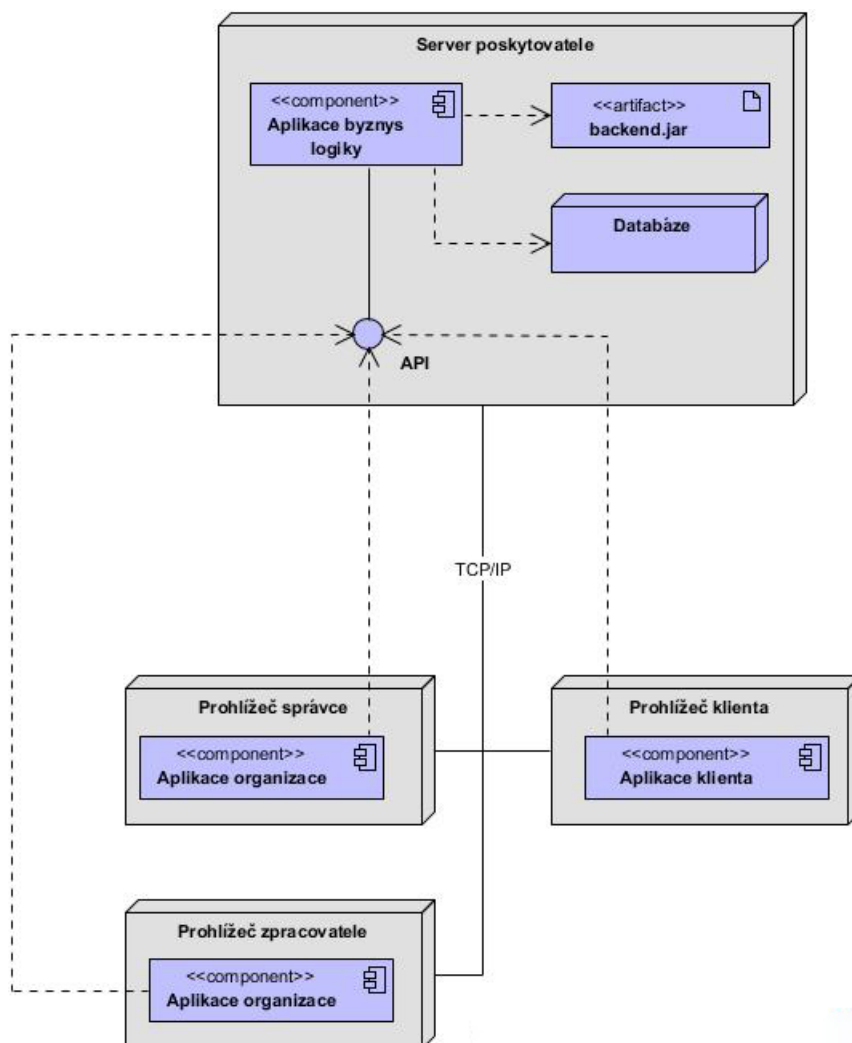 Server poskytovatele
<<component>>
Aplikace byznys
logiky
<<artifact>>
backend.jar
Databáze
API
TCP/IP
Prohlížeč správce
<<component>>
Aplikace organizace
Prohlížeč klienta
<<component>>
Aplikace klienta
Prohlížeč zpracovatele
<<component>>
Aplikace organizace